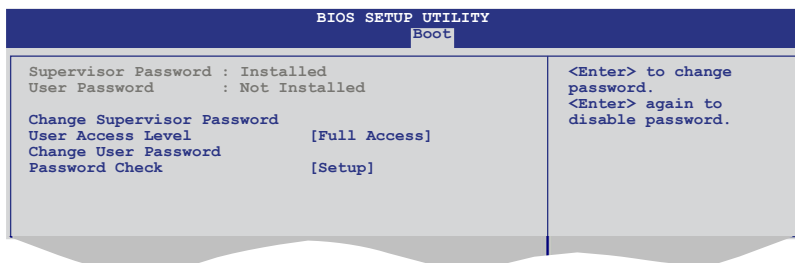 BIOS SETUP UTILITY
Boot
Supervisor Password : Installed
User Password : Not Installed
Change Supervisor Password
User Access Level [Full Access]
Change User Password
Password Check [Setup]
<Enter> to change
password.
<Enter> again to
disable password.